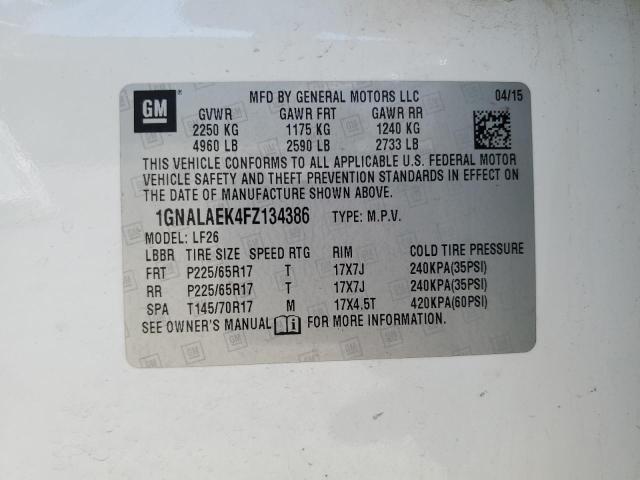 GM
MFD BY GENERAL MOTORS LLC 04/15
GVWR GAWR FRT GAWR RR
2250 KG 1175 KG 1240 KG
4960 LB 2590 LB 2733 LB
THIS VEHICLE CONFORMS TO ALL APPLICABLE U.S. FEDERAL MOTOR
VEHICLE SAFETY AND THEFT PREVENTION STANDARDS IN EFFECT ON
THE DATE OF MANUFACTURE SHOWN ABOVE.
1GNALAEK4FZ134386 TYPE: M.P.V.
MODEL: LF26
LBBR TIRE SIZE SPEED RTG RIM COLD TIRE PRESSURE
FRT P225/65R17 T 17X7J 240KPA(35PSI)
RR P225/65R17 T 17X7J 240KPA(35PSI)
SPA T145/70R17 M 17X4.5T 420KPA(60PSI)
SEE OWNER'S MANUAL FOR MORE INFORMATION.